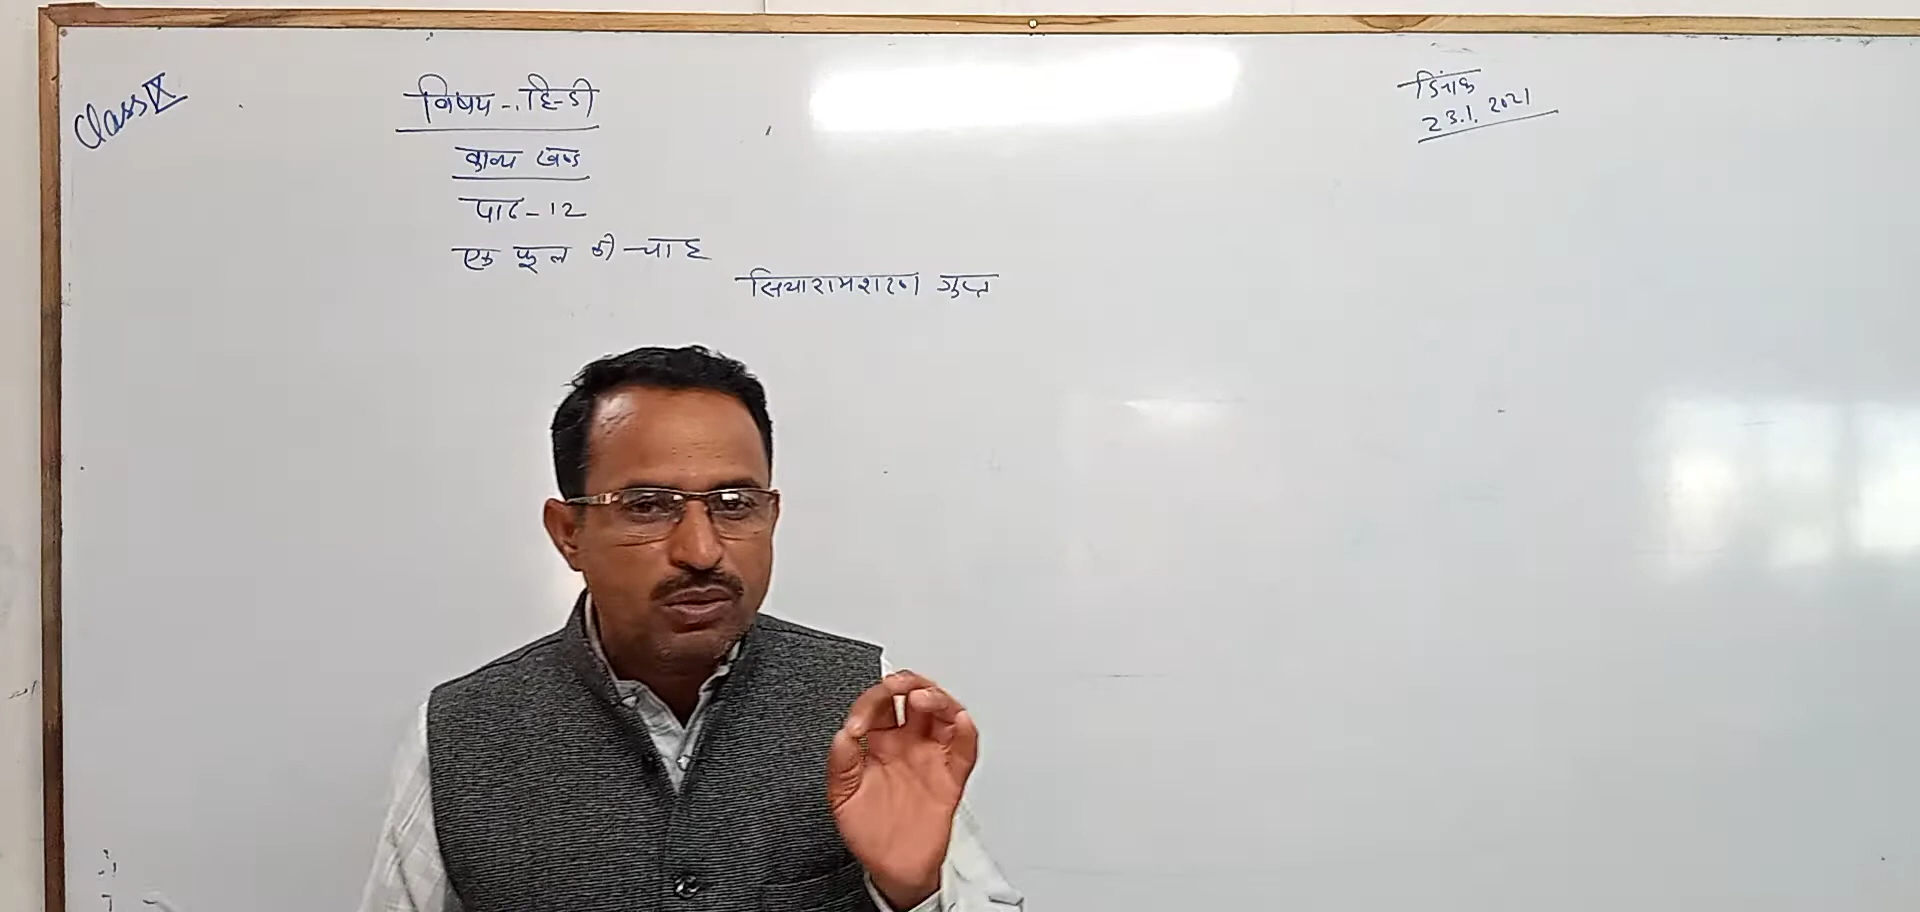 Class IX
विषय - हिन्दी
काव्य खण्ड
पाठ - 12
एक फूल की चाह
सियारामशरण गुप्त
दिनांक
23.1.2021